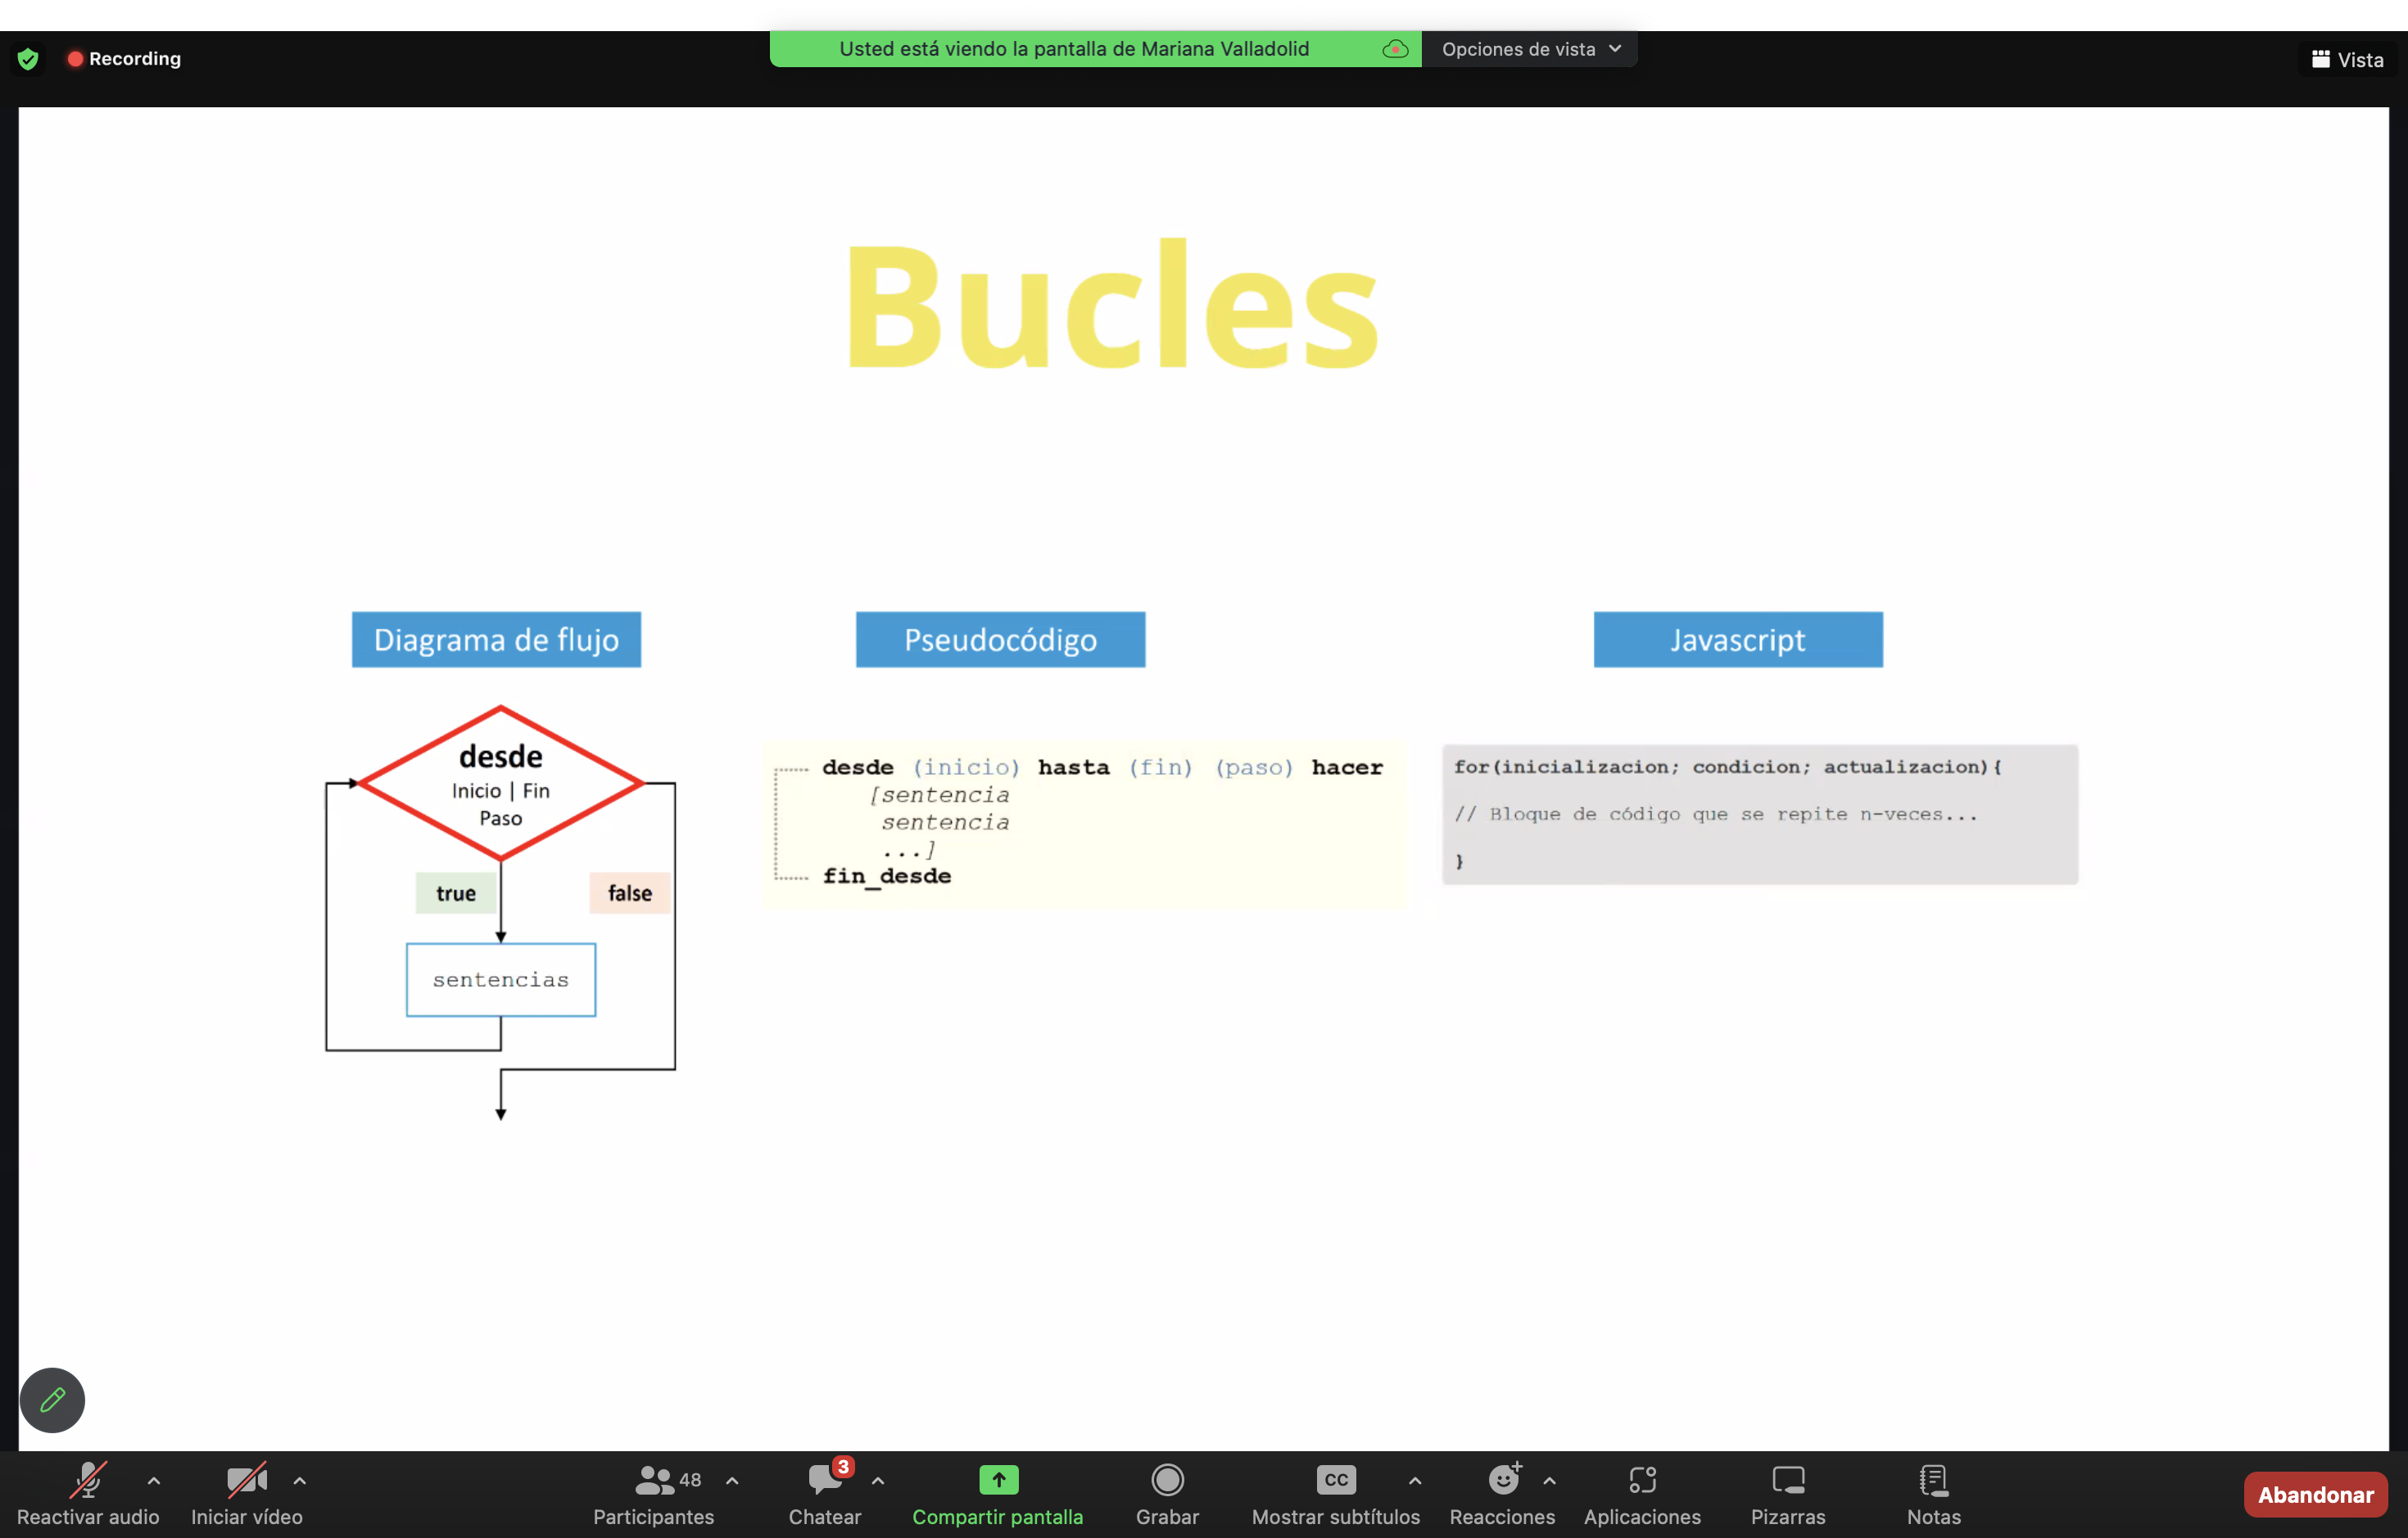 Recording
Usted está viendo la pantalla de Mariana Valladolid
Opciones de vista
Vista
Bucles
Diagrama de flujo
desde
Inicio | Fin
Paso
true
false
sentencias
Pseudocódigo
desde (inicio) hasta (fin) (paso) hacer
[sentencia
sentencia
...]
fin_desde
Javascript
for(inicializacion; condicion; actualizacion){
// Bloque de código que se repite n-veces...
}
Reactivar audio
Iniciar vídeo
48
Participantes
3
Chatear
Compartir pantalla
Grabar
CC
Mostrar subtítulos
Reacciones
Aplicaciones
Pizarras
Notas
Abandonar